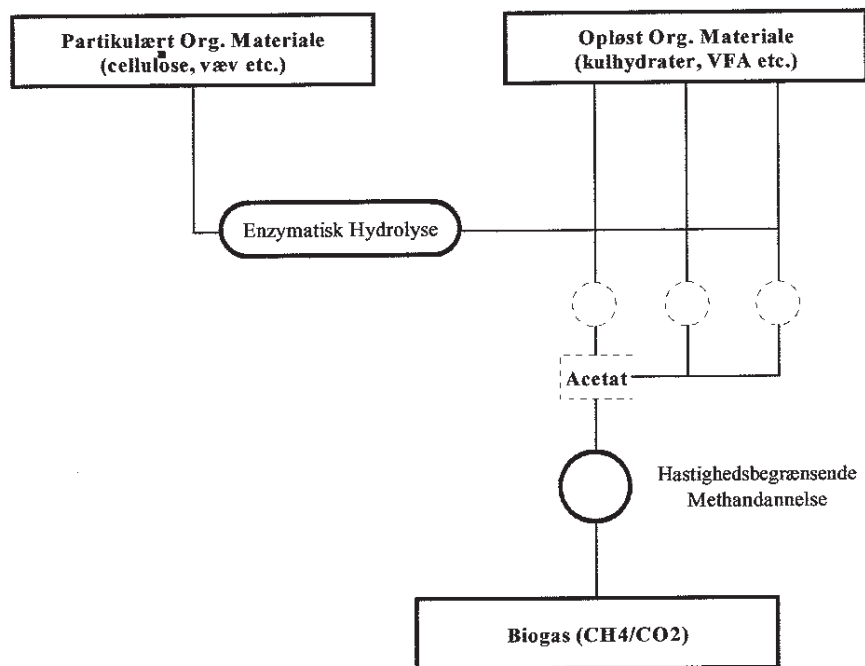 Partikulært Org. Materiale
(cellulose, væv etc.)
Opløst Org. Materiale
(kulhydrater, VFA etc.)
Enzymatisk Hydrolyse
Acetat
Hastighedsbegrænsende
Methandannelse
Biogas (CH4/CO2)